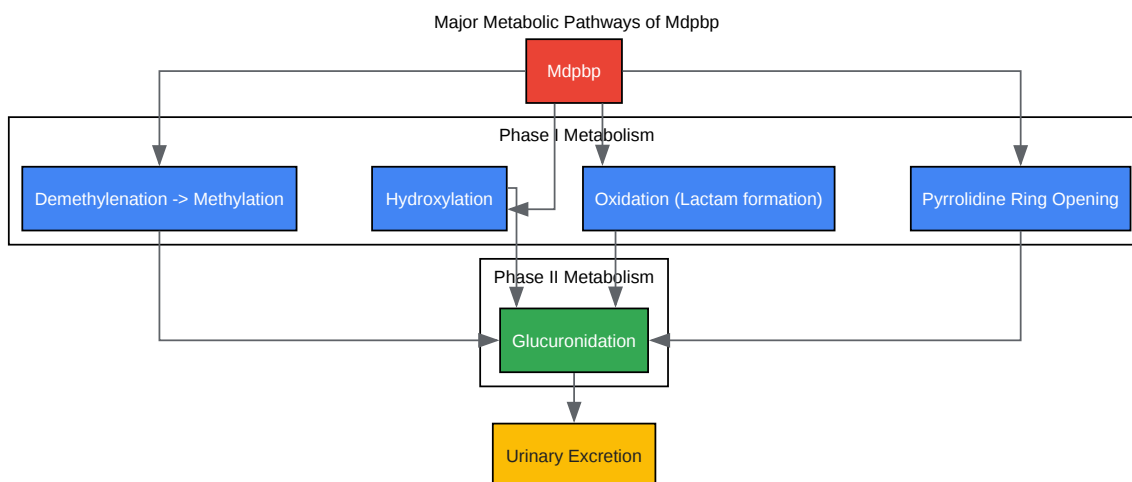 Major Metabolic Pathways of Mdpbp
Mdpbp
Phase I Metabolism
Demethylenation -> Methylation
Hydroxylation
Oxidation (Lactam formation)
Pyrrolidine Ring Opening
Phase II Metabolism
Glucuronidation
Urinary Excretion